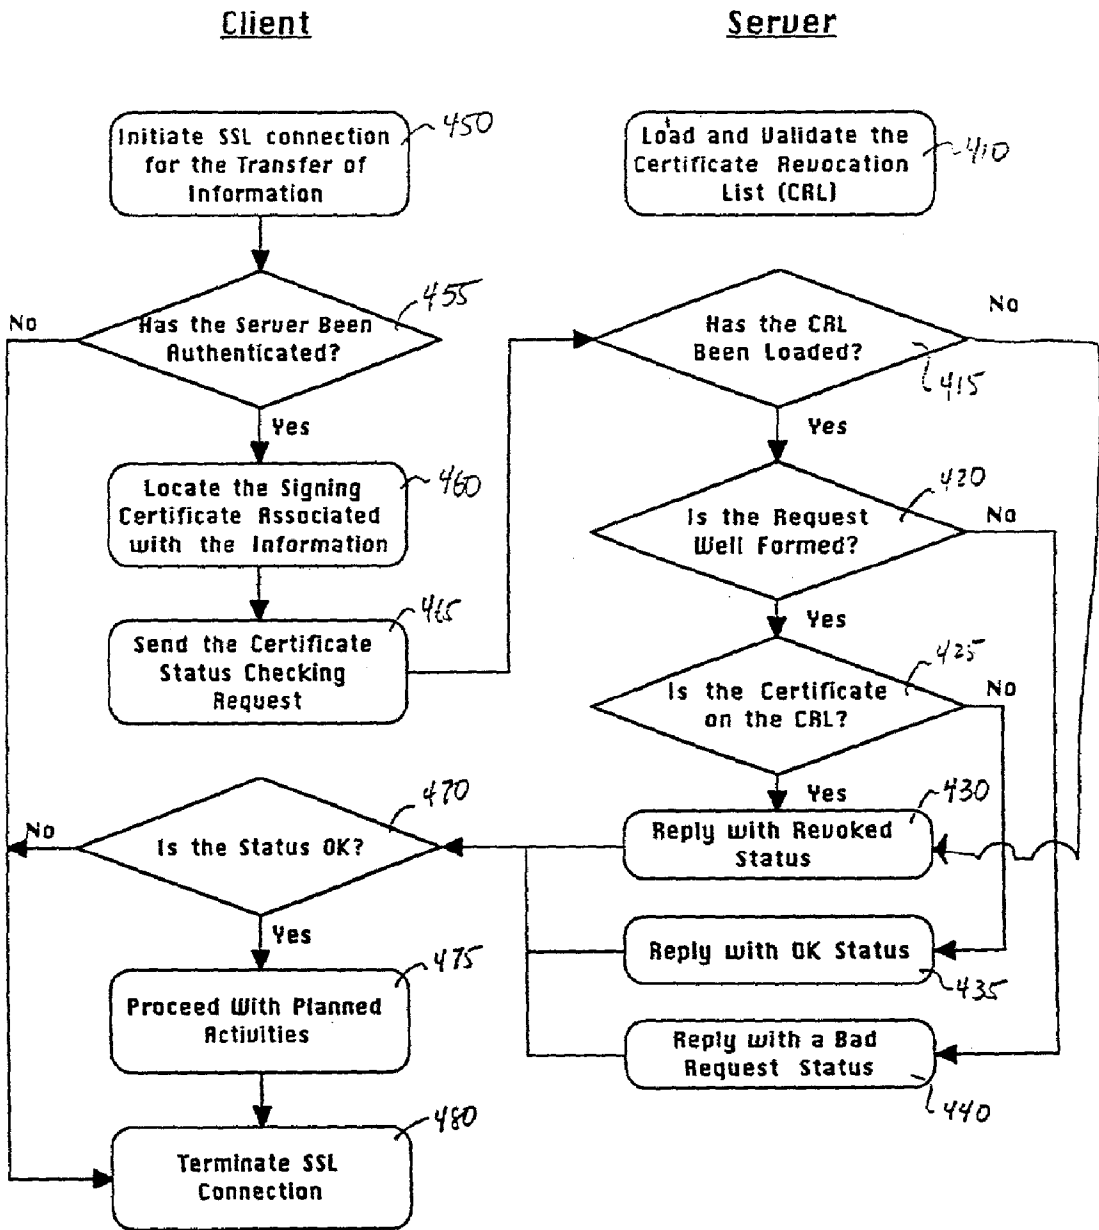 Client
Server
Initiate SSL connection
for the Transfer of
Information
450
Load and Validate the
Certificate Revocation
List (CRL)
410
Has the Server Been
Authenticated?
455
No
Yes
Has the CRL
Been Loaded?
415
No
Yes
Locate the Signing
Certificate Associated
with the Information
460
Is the Request
Well Formed?
420
No
Yes
Send the Certificate
Status Checking
Request
465
Is the Certificate
on the CRL?
425
No
Yes
Is the Status OK?
470
No
Yes
Reply with Revoked
Status
430
Reply with OK Status
435
Proceed With Planned
Activities
475
Reply with a Bad
Request Status
440
Terminate SSL
Connection
480